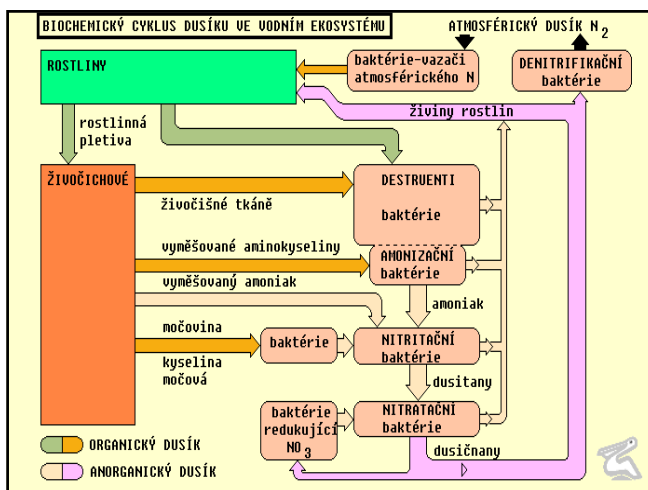 BIOCHEMICKÝ CYKLUS DUSÍKU VE VODNÍM EKOSYSTÉMU
ATMOSFÉRICKÝ DUSÍK N2
ROSTLINY
baktérie-vazači
atmosférického N
DENITRIFIKAČNÍ
baktérie
živiny rostlin
rostlinná
pletiva
ŽIVOČICHOVÉ
DESTRUENTI
baktérie
živočišné tkáně
vyměšované aminokyseliny
AMONIZAČNÍ
baktérie
vyměšovaný amoniak
amoniak
močovina
baktérie
NITRITAČNÍ
baktérie
kyselina
močová
dusitany
baktérie
redukující
NO3
NITRATAČNÍ
baktérie
dusičnany
ORGANICKÝ DUSÍK
ANORGANICKÝ DUSÍK